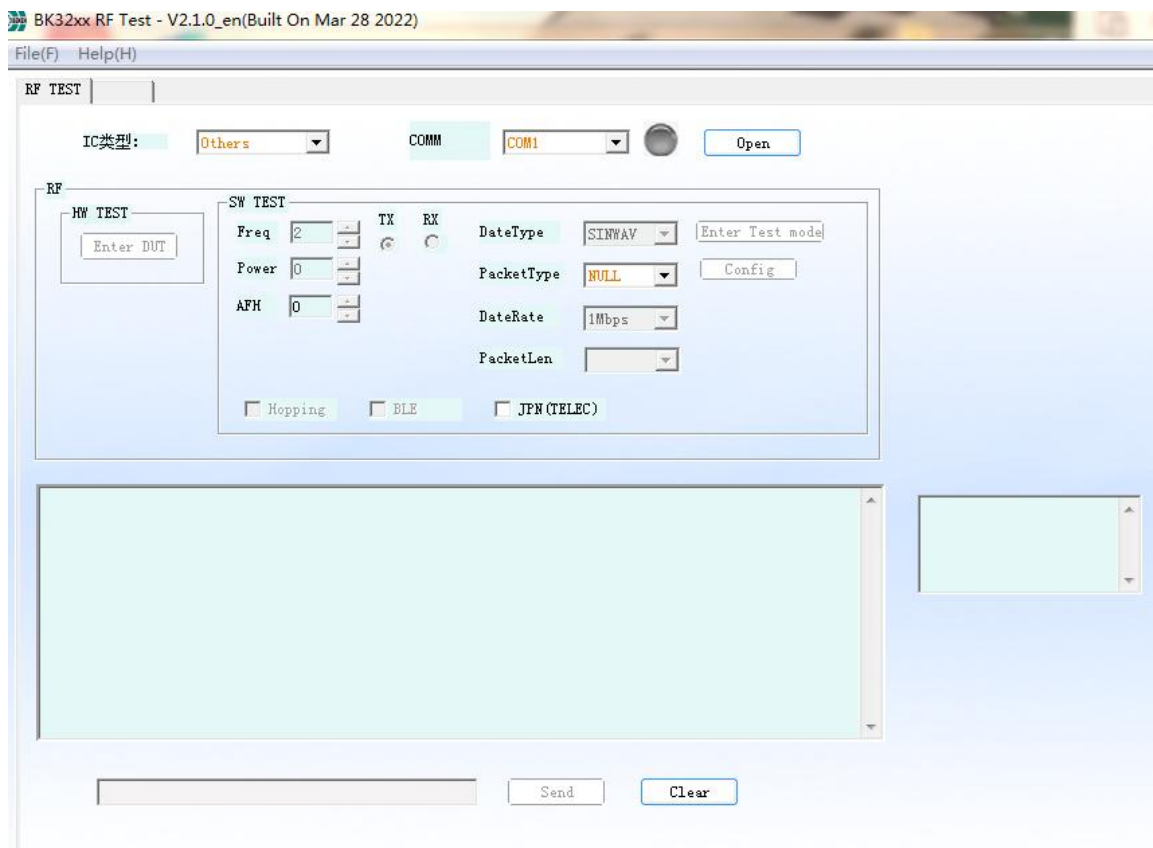 BK32xx RF Test - V2.1.0_en(Built On Mar 28 2022)
File(F) Help(H)
RF TEST
IC类型: Others COMM COM1 Open
RF
HW TEST SW TEST
Enter DUT Freq 2 TX RX DateType SINWAV Enter Test mode
Power 0 PacketType NULL Config
AFH 0 DateRate 1Mbps
PacketLen
Hopping BLE JPN(TELEC)
Send Clear